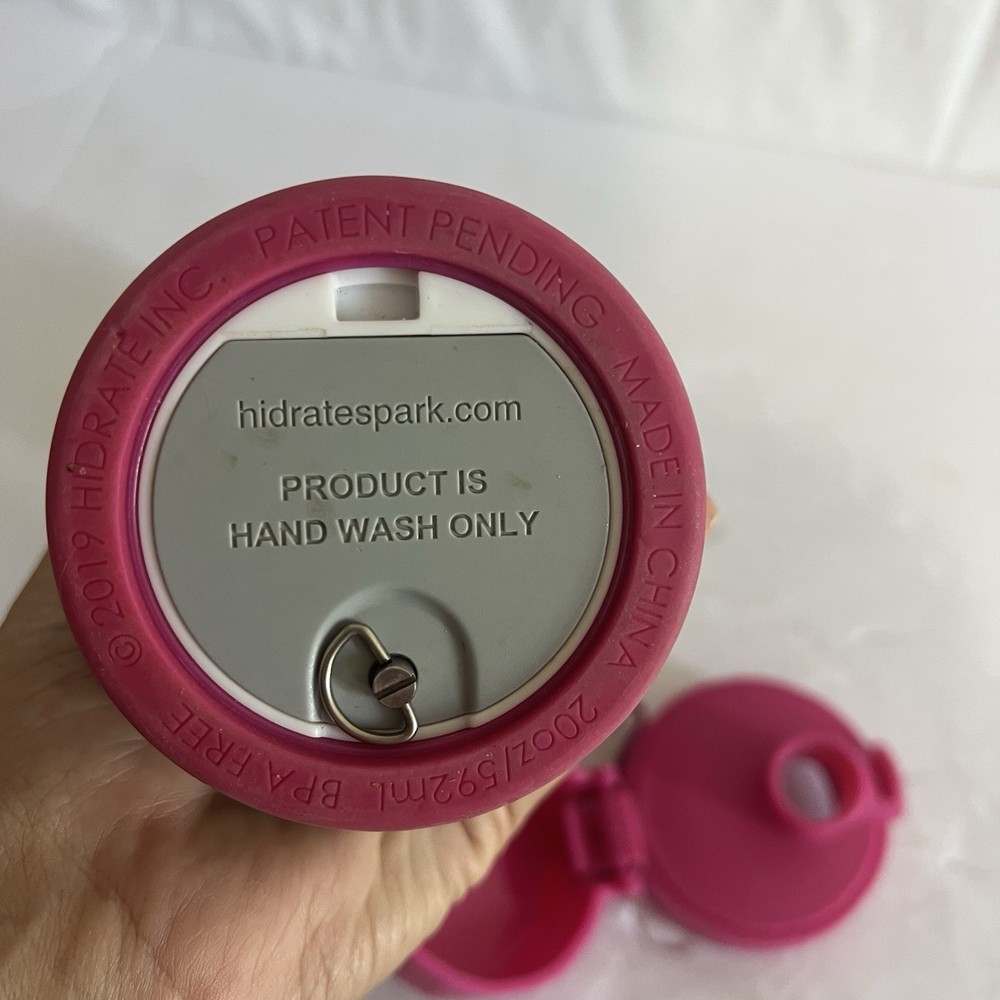 © 2019 HIDRATE INC. PATENT PENDING MADE IN CHINA 20oz/592mL BPA FREE
hidratespark.com
PRODUCT IS
HAND WASH ONLY